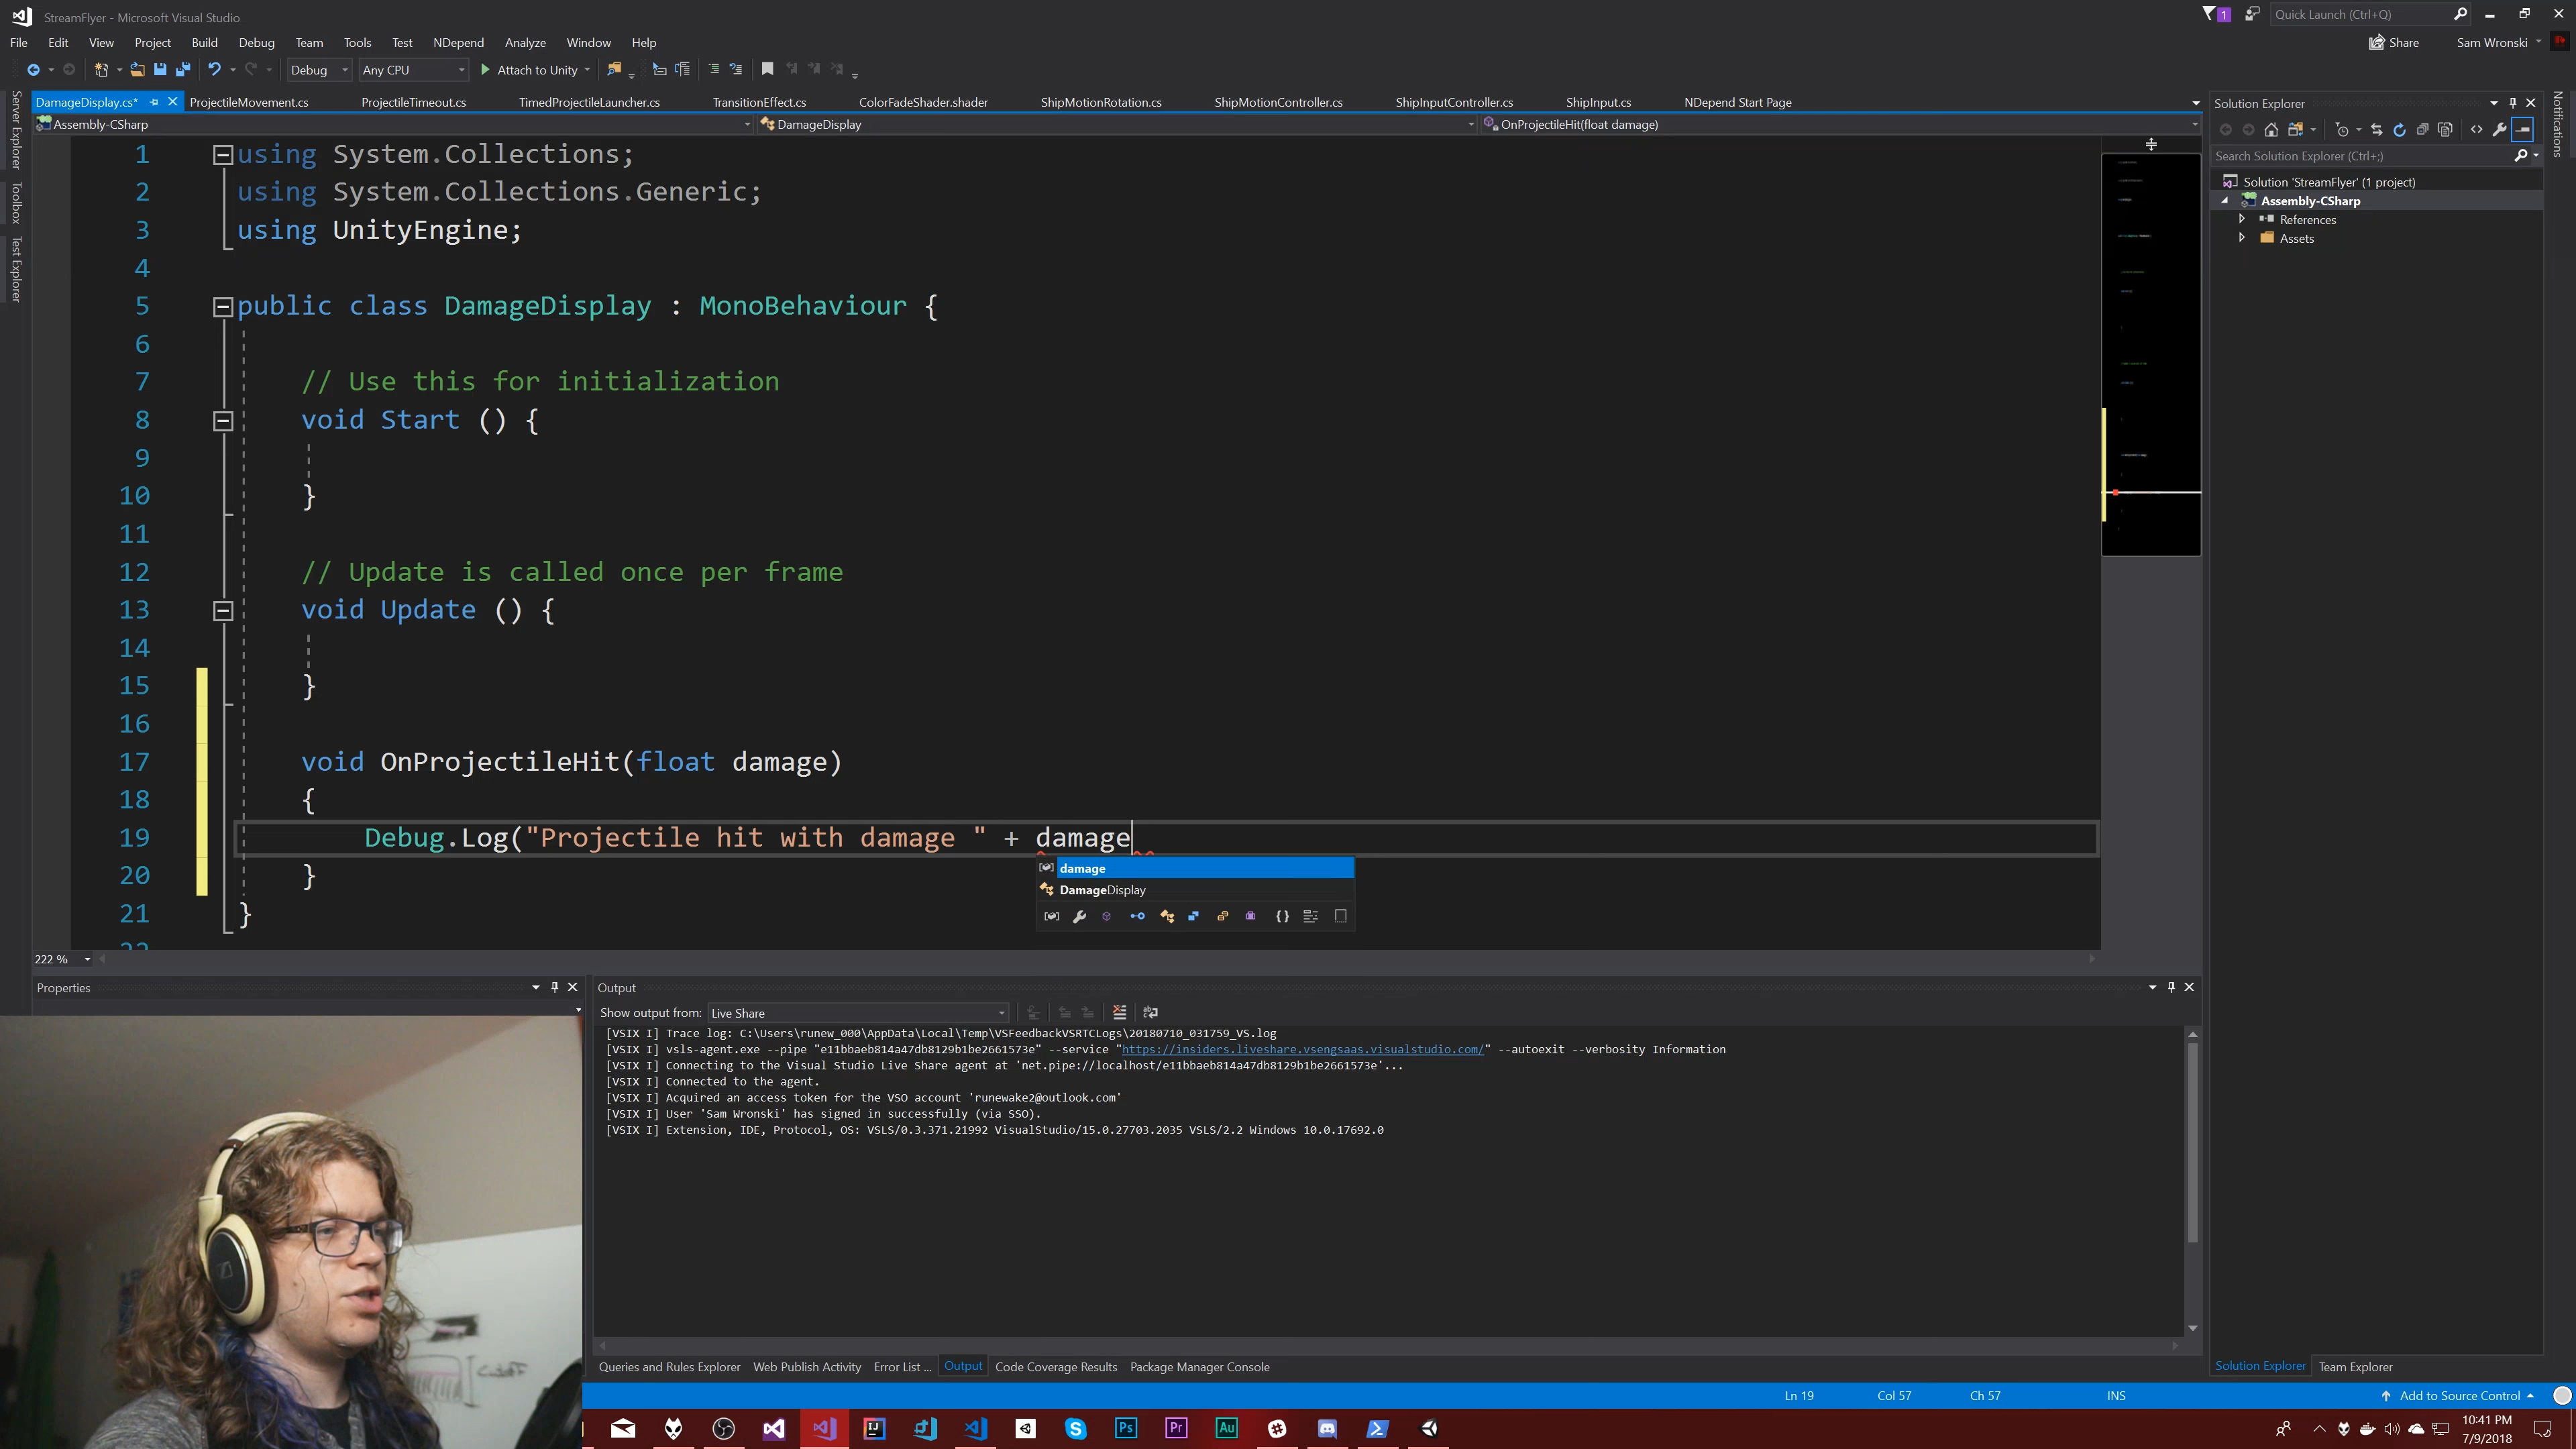 StreamFlyer - Microsoft Visual Studio
1
Quick Launch (Ctrl+Q)
File Edit View Project Build Debug Team Tools Test NDepend Analyze Window Help
Share Sam Wronski
Debug Any CPU Attach to Unity
Server Explorer
Toolbox
Test Explorer
DamageDisplay.cs* ProjectileMovement.cs ProjectileTimeout.cs TimedProjectileLauncher.cs TransitionEffect.cs ColorFadeShader.shader ShipMotionRotation.cs ShipMotionController.cs ShipInputController.cs ShipInput.cs NDepend Start Page
Assembly-CSharp DamageDisplay OnProjectileHit(float damage)
1 using System.Collections;
2 using System.Collections.Generic;
3 using UnityEngine;
4
5 public class DamageDisplay : MonoBehaviour {
6
7 // Use this for initialization
8 void Start () {
9
10 }
11
12 // Update is called once per frame
13 void Update () {
14
15 }
16
17 void OnProjectileHit(float damage)
18 {
19 Debug.Log("Projectile hit with damage " + damage
20 }
21 }
22
damage
DamageDisplay
222 %
Solution Explorer
Search Solution Explorer (Ctrl+;)
Solution 'StreamFlyer' (1 project)
Assembly-CSharp
References
Assets
Notifications
Properties
Output
Show output from: Live Share
[VSIX I] Trace log: C:\Users\runew_000\AppData\Local\Temp\VSFeedbackVSRTCLogs\20180710_031759_VS.log
[VSIX I] vsls-agent.exe --pipe "e11bbaeb814a47db8129b1be2661573e" --service "https://insiders.liveshare.vsengsaas.visualstudio.com/" --autoexit --verbosity Information
[VSIX I] Connecting to the Visual Studio Live Share agent at 'net.pipe://localhost/e11bbaeb814a47db8129b1be2661573e'...
[VSIX I] Connected to the agent.
[VSIX I] Acquired an access token for the VSO account 'runewake2@outlook.com'
[VSIX I] User 'Sam Wronski' has signed in successfully (via SSO).
[VSIX I] Extension, IDE, Protocol, OS: VSLS/0.3.371.21992 VisualStudio/15.0.27703.2035 VSLS/2.2 Windows 10.0.17692.0
Queries and Rules Explorer Web Publish Activity Error List ... Output Code Coverage Results Package Manager Console
Solution Explorer Team Explorer
Ln 19 Col 57 Ch 57 INS Add to Source Control
IJ Ps Pr Au
10:41 PM
7/9/2018